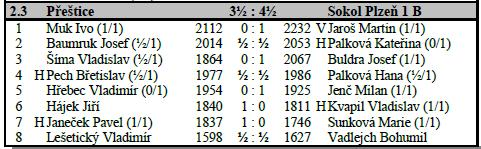 2.3 Přeštice 3½ : 4½ Sokol Plzeň 1 B
1 Muk Ivo (1/1) 2112 0 : 1 2232 V Jaroš Martin (1/1)
2 Baumruk Josef (½/1) 2014 ½ : ½ 2053 H Palková Kateřina (0/1)
3 Šíma Vladislav (½/1) 1864 0 : 1 2067 Buldra Josef (1/1)
4 H Pech Břetislav (½/1) 1977 ½ : ½ 1986 Palková Hana (½/1)
5 Hřebec Vladimír (0/1) 1954 0 : 1 1925 Jenč Milan (1/1)
6 Hájek Jiří 1840 1 : 0 1811 H Kvapil Vladislav (1/1)
7 H Janeček Pavel (1/1) 1837 1 : 0 1746 Sunková Marie (1/1)
8 Lešetický Vladimír 1598 ½ : ½ 1627 Vadlejch Bohumil